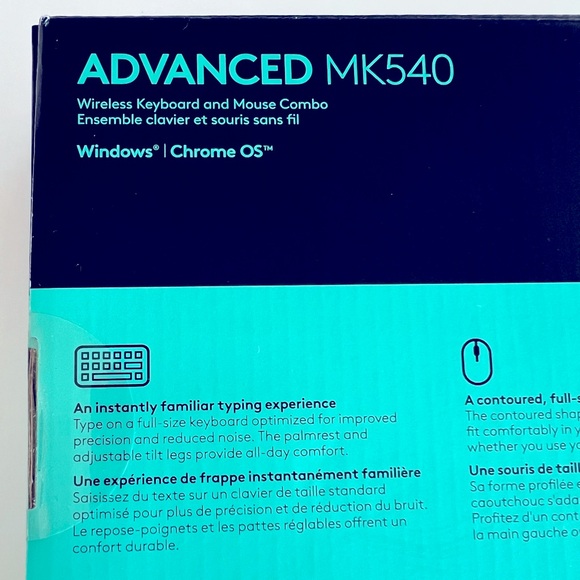 ADVANCED MK540
Wireless Keyboard and Mouse Combo
Ensemble clavier et souris sans fil
Windows® | Chrome OS™
An instantly familiar typing experience
Type on a full-size keyboard optimized for improved
precision and reduced noise. The palmrest and
adjustable tilt legs provide all-day comfort.
Une expérience de frappe instantanément familière
Saisissez du texte sur un clavier de taille standard
optimisé pour plus de précision et de réduction du bruit.
Le repose-poignets et les pattes réglables offrent un
confort durable.
A contoured, full-s
The contoured shap
fit comfortably in y
whether you use yo
Une souris de taill
Sa forme profilée e
caoutchouc s'ada
Profitez d'un cont
la main gauche o